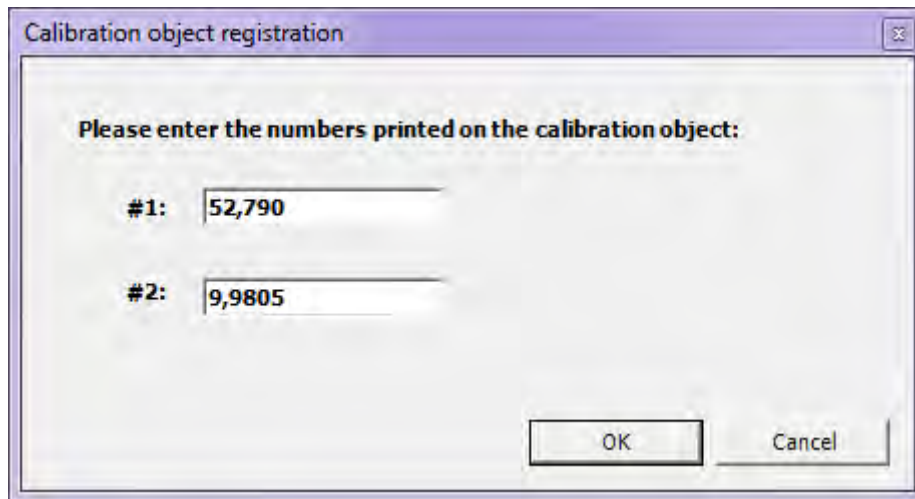 Calibration object registration
Please enter the numbers printed on the calibration object:
#1: 52,790
#2: 9,9805
OK Cancel